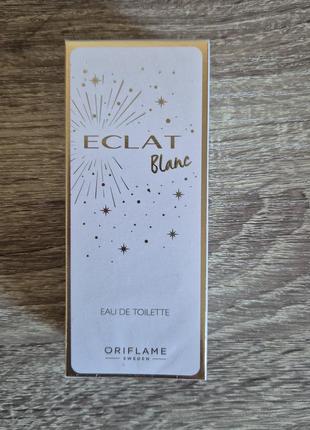 ECLAT
Blanc
EAU DE TOILETTE
ORIFLAME
SWEDEN